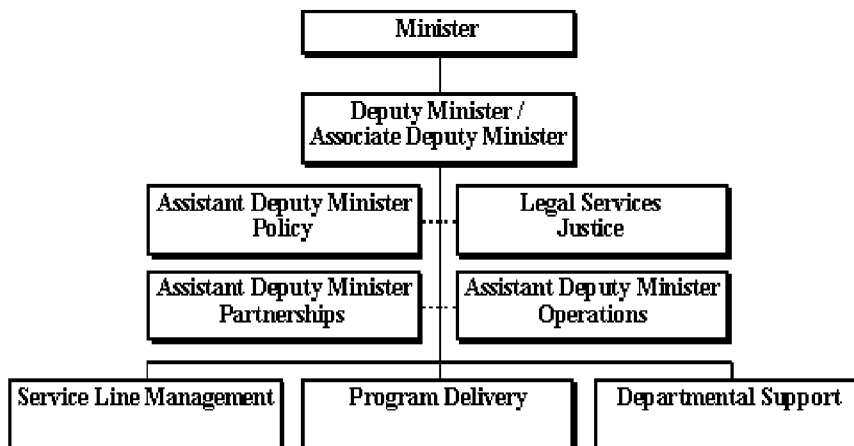 Minister
Deputy Minister /
Associate Deputy Minister
Assistant Deputy Minister
Policy
Legal Services
Justice
Assistant Deputy Minister
Partnerships
Assistant Deputy Minister
Operations
Service Line Management
Program Delivery
Departmental Support